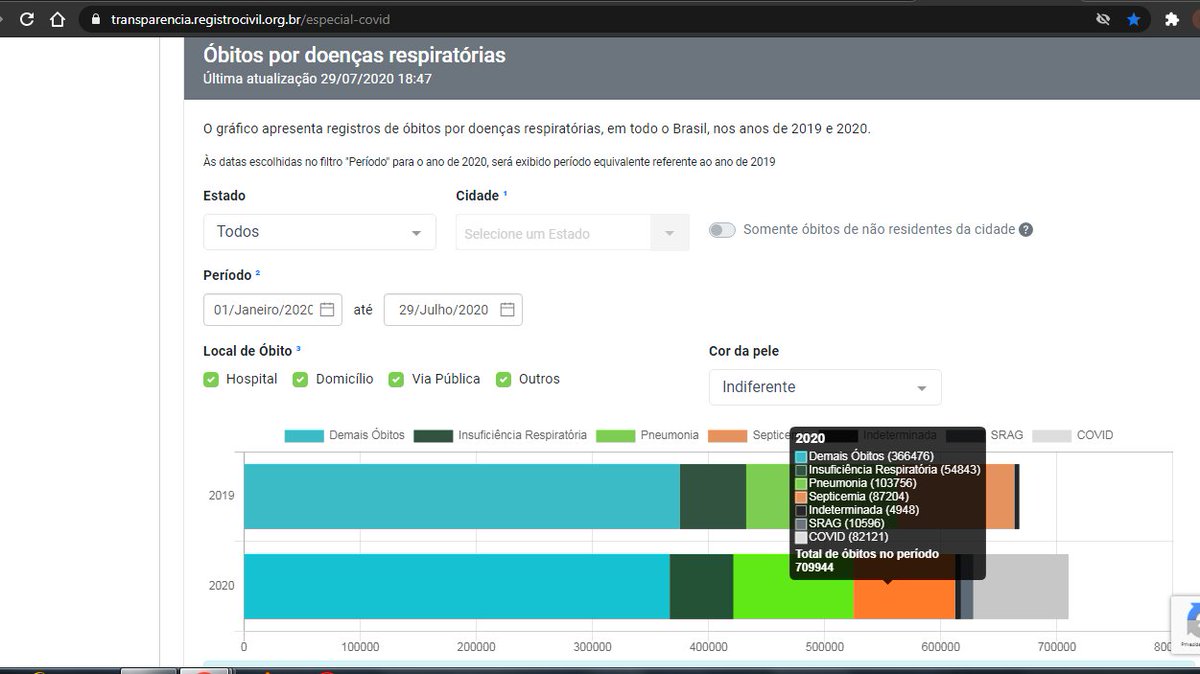 transparencia.registrocivil.org.br/especial-covid
Óbitos por doenças respiratórias
Última atualização 29/07/2020 18:47
O gráfico apresenta registros de óbitos por doenças respiratórias, em todo o Brasil, nos anos de 2019 e 2020.
Às datas escolhidas no filtro "Período" para o ano de 2020, será exibido período equivalente referente ao ano de 2019
Estado
Cidade ¹
Todos
Selecione um Estado
Somente óbitos de não residentes da cidade ?
Período ²
01/Janeiro/2020
até
29/Julho/2020
Local de Óbito ³
Cor da pele
Hospital
Domicílio
Via Pública
Outros
Indiferente
Demais Óbitos
Insuficiência Respiratória
Pneumonia
Septice
Indeterminada
SRAG
COVID
2019
2020
2020
Demais Óbitos (366476)
Insuficiência Respiratória (54843)
Pneumonia (103756)
Septicemia (87204)
Indeterminada (4948)
SRAG (10596)
COVID (82121)
Total de óbitos no período
709944
0
100000
200000
300000
400000
500000
600000
700000
800